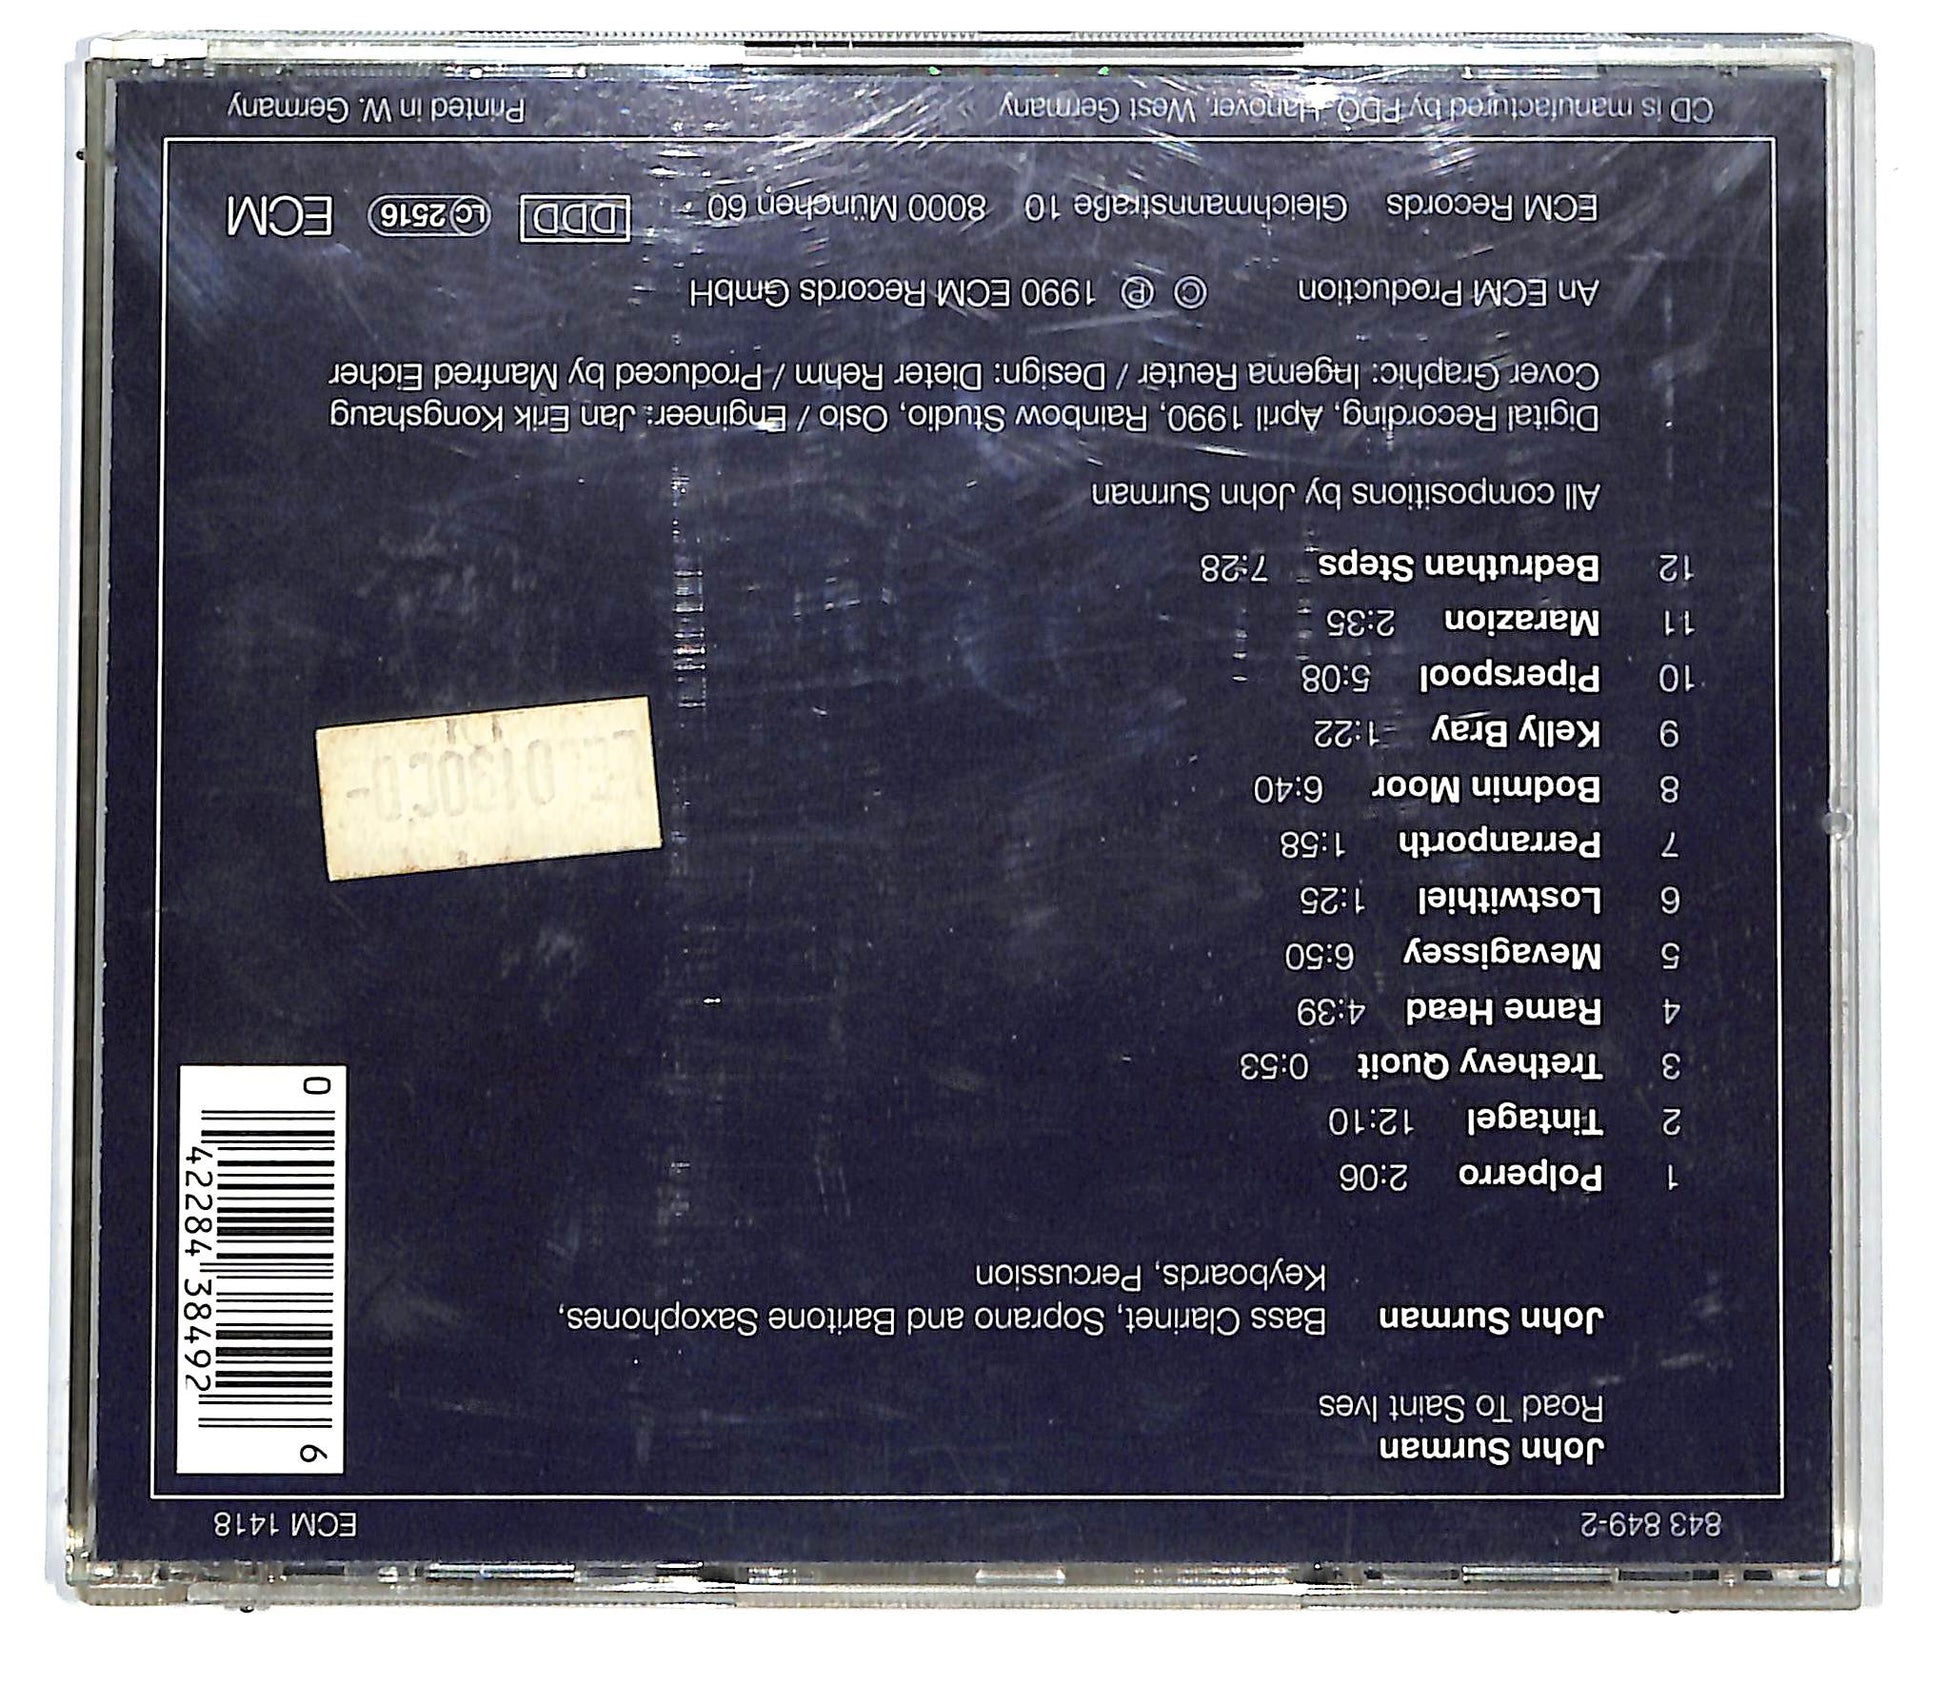 843 849-2 ECM 1418
John Surman
Road To Saint Ives
John Surman Bass Clarinet, Soprano and Baritone Saxophones,
Keyboards, Percussion
1 Polperro 2:06
2 Tintagel 12:10
3 Trethevy Quoit 0:53
4 Rame Head 4:39
5 Mevagissey 6:50
6 Lostwithiel 1:25
7 Perranporth 1:58
8 Bodmin Moor 6:40
9 Kelly Bray 1:22
10 Piperspool 5:08
11 Marazion 2:35
12 Bedruthan Steps 7:28
All compositions by John Surman
Digital Recording, April 1990, Rainbow Studio, Oslo / Engineer: Jan Erik Kongshaug
Cover Graphic: Ingema Reuter / Design: Dieter Rehm / Produced by Manfred Eicher
An ECM Production © ℗ 1990 ECM Records GmbH
ECM Records Gleichmannstraße 10 8000 München 60 DDD LC 2516 ECM
CD is manufactured by PDO, Hanover, West Germany Printed in W. Germany
0 42284 38492 6